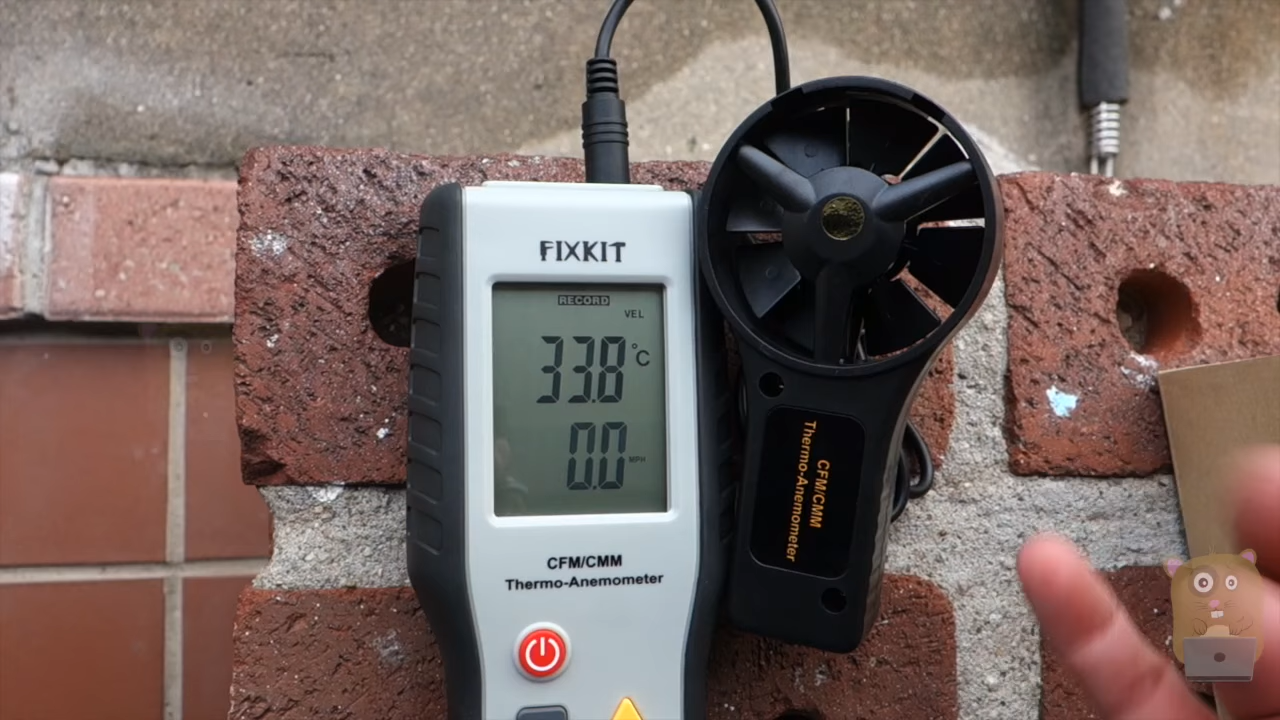 FIXKIT
RECORD
VEL
33.8 °C
0.0 MPH
CFM/CMM
Thermo-Anemometer
CFM/CMM
Thermo-Anemometer